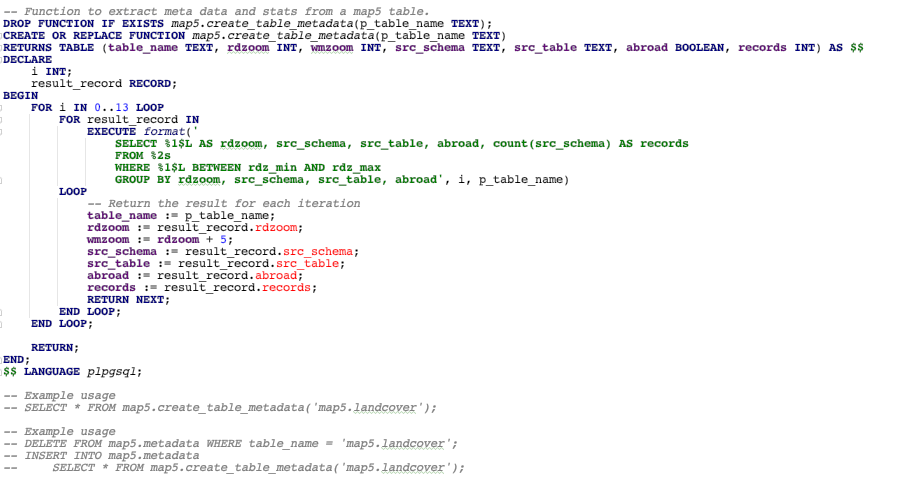 -- Function to extract meta data and stats from a map5 table.
DROP FUNCTION IF EXISTS map5.create_table_metadata(p_table_name TEXT);
CREATE OR REPLACE FUNCTION map5.create_table_metadata(p_table_name TEXT)
RETURNS TABLE (table_name TEXT, rdzoom INT, wmzoom INT, src_schema TEXT, src_table TEXT, abroad BOOLEAN, records INT) AS $$
DECLARE
    i INT;
    result_record RECORD;
BEGIN
    FOR i IN 0..13 LOOP
        FOR result_record IN
            EXECUTE format('
                SELECT %1$L AS rdzoom, src_schema, src_table, abroad, count(src_schema) AS records
                FROM %2s
                WHERE %1$L BETWEEN rdz_min AND rdz_max
                GROUP BY rdzoom, src_schema, src_table, abroad', i, p_table_name)
        LOOP
            -- Return the result for each iteration
            table_name := p_table_name;
            rdzoom := result_record.rdzoom;
            wmzoom := rdzoom + 5;
            src_schema := result_record.src_schema;
            src_table := result_record.src_table;
            abroad := result_record.abroad;
            records := result_record.records;
            RETURN NEXT;
        END LOOP;
    END LOOP;

    RETURN;
END;
$$ LANGUAGE plpgsql;

-- Example usage
-- SELECT * FROM map5.create_table_metadata('map5.landcover');

-- Example usage
-- DELETE FROM map5.metadata WHERE table_name = 'map5.landcover';
-- INSERT INTO map5.metadata
--     SELECT * FROM map5.create_table_metadata('map5.landcover');